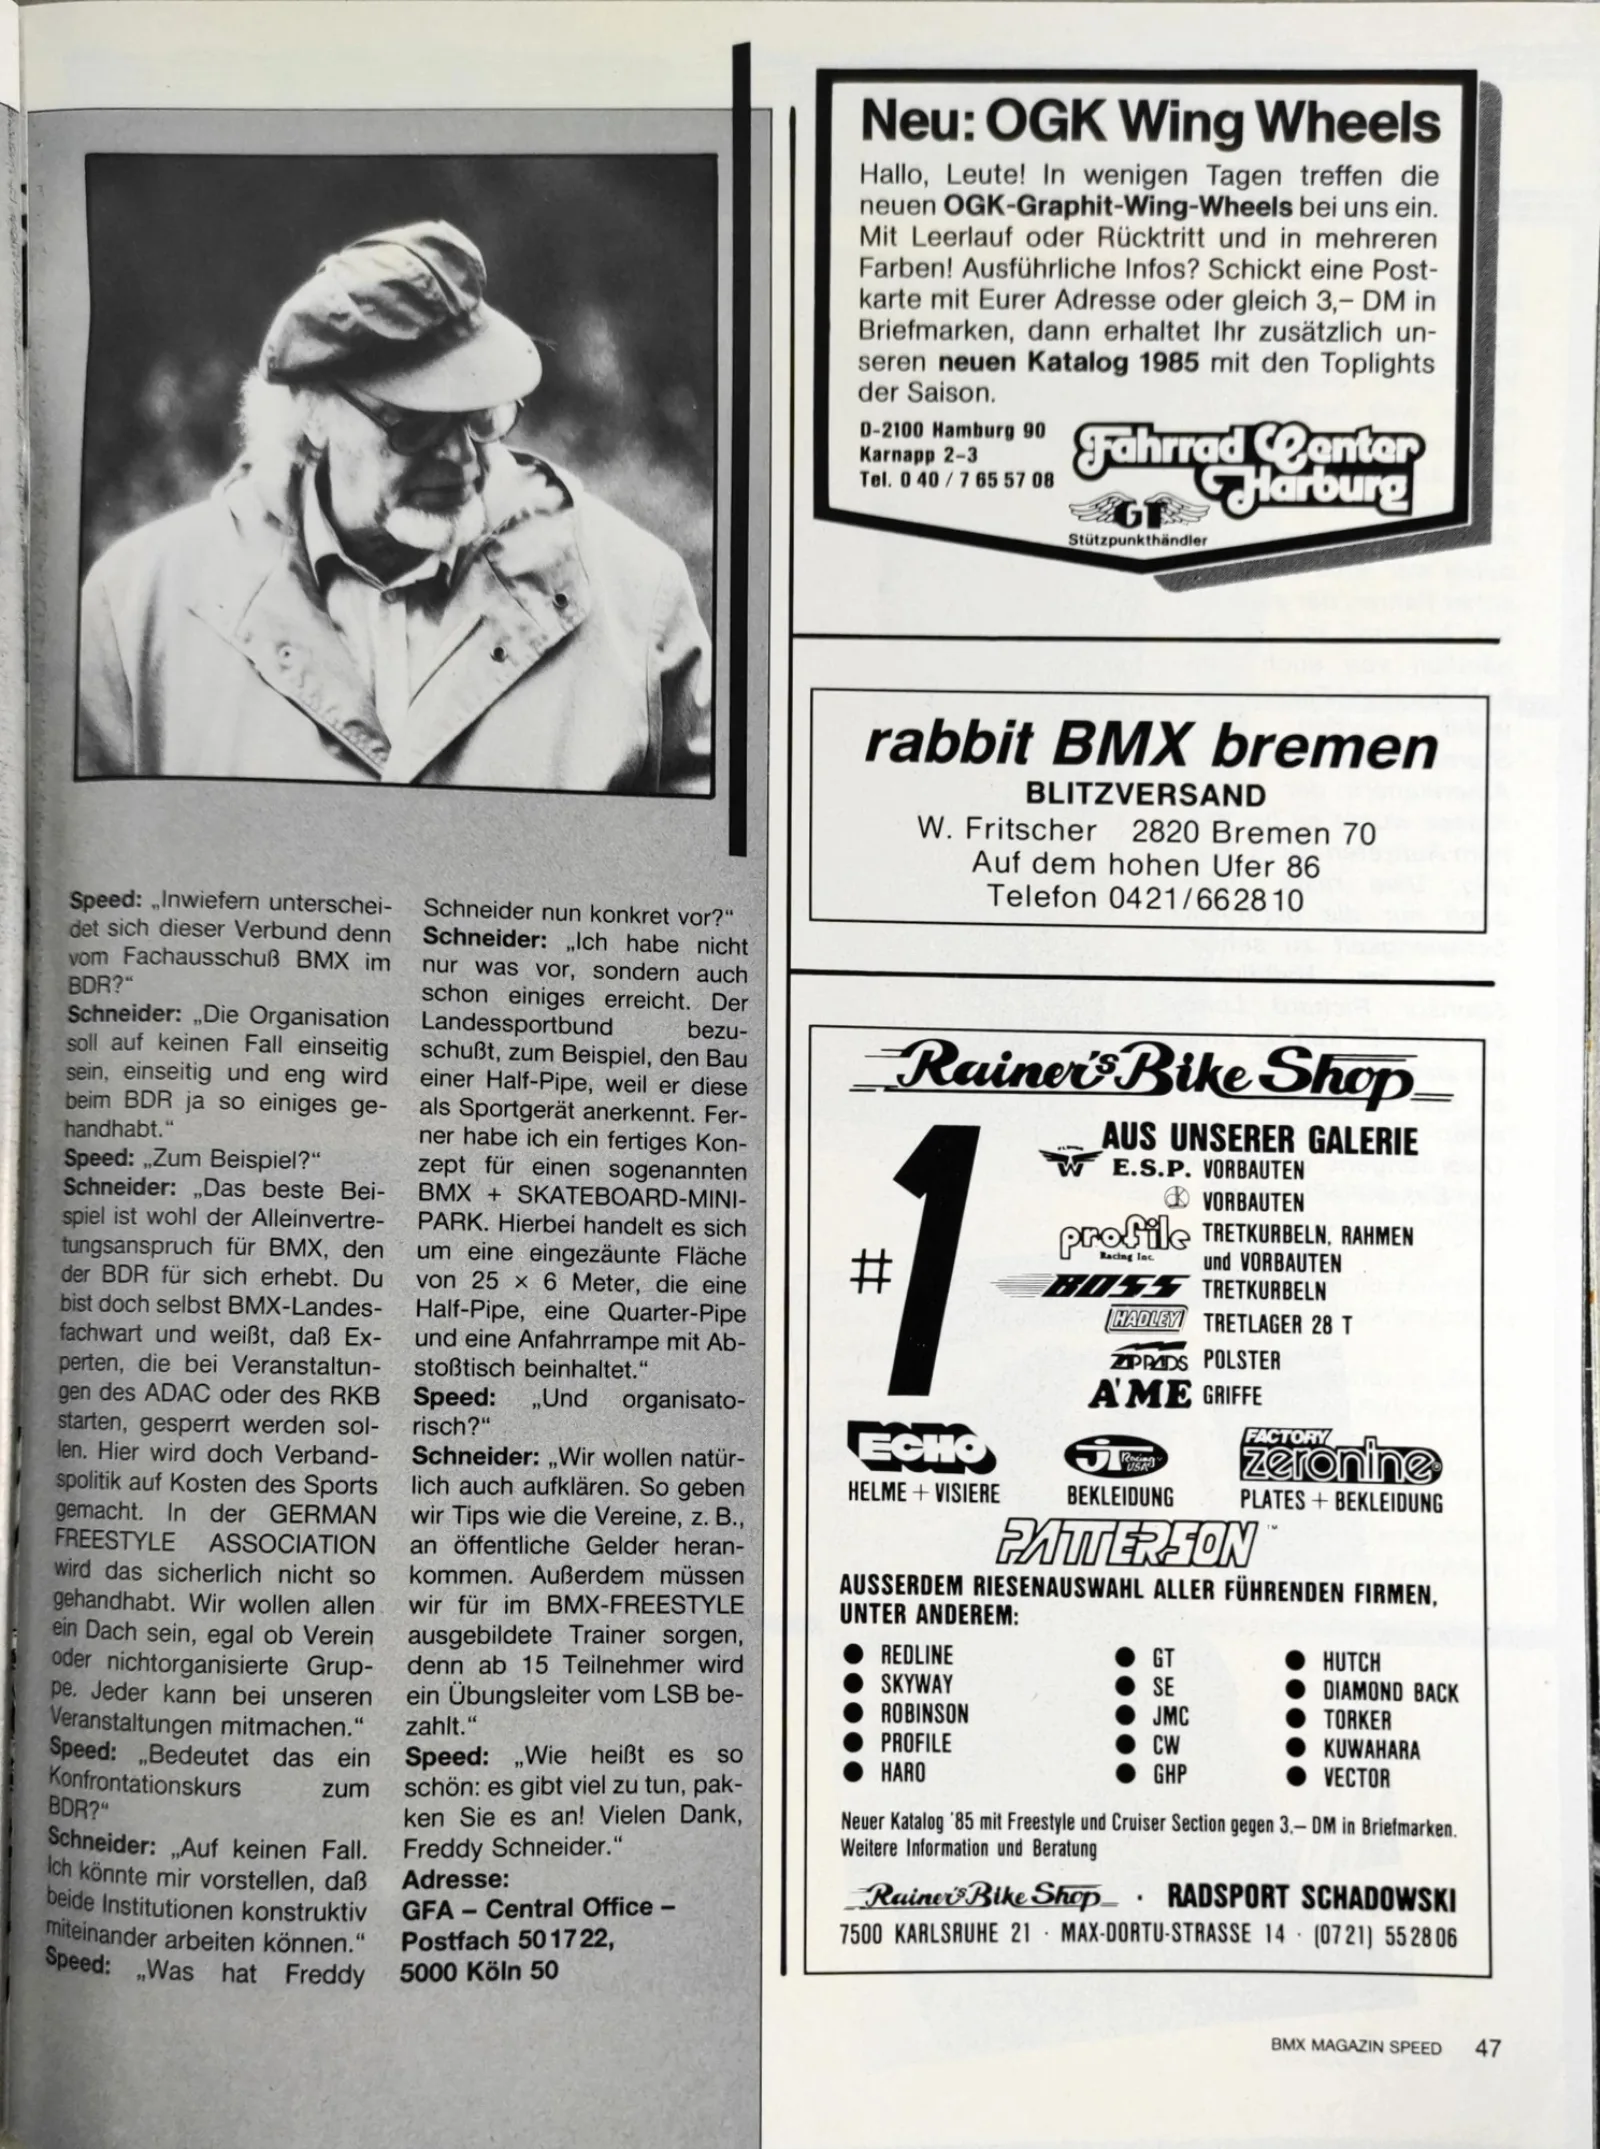 Speed: „Inwiefern unterschei-
det sich dieser Verbund denn
vom Fachausschuß BMX im
BDR?“
Schneider: „Die Organisation
soll auf keinen Fall einseitig
sein, einseitig und eng wird
beim BDR ja so einiges ge-
handhabt.“
Speed: „Zum Beispiel?“
Schneider: „Das beste Bei-
spiel ist wohl der Alleinvertre-
tungsanspruch für BMX, den
der BDR für sich erhebt. Du
bist doch selbst BMX-Landes-
fachwart und weißt, daß Ex-
perten, die bei Veranstaltun-
gen des ADAC oder des RKB
starten, gesperrt werden sol-
len. Hier wird doch Verband-
spolitik auf Kosten des Sports
gemacht. In der GERMAN
FREESTYLE ASSOCIATION
wird das sicherlich nicht so
gehandhabt. Wir wollen allen
ein Dach sein, egal ob Verein
oder nichtorganisierte Grup-
pe. Jeder kann bei unseren
Veranstaltungen mitmachen.“
Speed: „Bedeutet das ein
Konfrontationskurs zum
BDR?“
Schneider: „Auf keinen Fall.
Ich könnte mir vorstellen, daß
beide Institutionen konstruktiv
miteinander arbeiten können.“
Speed: „Was hat Freddy
Schneider nun konkret vor?“
Schneider: „Ich habe nicht
nur was vor, sondern auch
schon einiges erreicht. Der
Landessportbund bezu-
schußt, zum Beispiel, den Bau
einer Half-Pipe, weil er diese
als Sportgerät anerkennt. Fer-
ner habe ich ein fertiges Kon-
zept für einen sogenannten
BMX + SKATEBOARD-MINI-
PARK. Hierbei handelt es sich
um eine eingezäunte Fläche
von 25 × 6 Meter, die eine
Half-Pipe, eine Quarter-Pipe
und eine Anfahrrampe mit Ab-
stoßtisch beinhaltet.“
Speed: „Und organisato-
risch?“
Schneider: „Wir wollen natür-
lich auch aufklären. So geben
wir Tips wie die Vereine, z. B.,
an öffentliche Gelder heran-
kommen. Außerdem müssen
wir für im BMX-FREESTYLE
ausgebildete Trainer sorgen,
denn ab 15 Teilnehmer wird
ein Übungsleiter vom LSB be-
zahlt.“
Speed: „Wie heißt es so
schön: es gibt viel zu tun, pak-
ken Sie es an! Vielen Dank,
Freddy Schneider.“
Adresse:
GFA – Central Office –
Postfach 501722,
5000 Köln 50
Neu: OGK Wing Wheels
Hallo, Leute! In wenigen Tagen treffen die
neuen OGK-Graphit-Wing-Wheels bei uns ein.
Mit Leerlauf oder Rücktritt und in mehreren
Farben! Ausführliche Infos? Schickt eine Post-
karte mit Eurer Adresse oder gleich 3,– DM in
Briefmarken, dann erhaltet Ihr zusätzlich un-
seren neuen Katalog 1985 mit den Toplights
der Saison.
D-2100 Hamburg 90
Karnapp 2-3
Tel. 0 40 / 7 65 57 08
Fahrrad Center
Harburg
GT
Stützpunkthändler
rabbit BMX bremen
BLITZVERSAND
W. Fritscher 2820 Bremen 70
Auf dem hohen Ufer 86
Telefon 0421/662810
Rainer's Bike Shop
#1
AUS UNSERER GALERIE
W E.S.P. VORBAUTEN
VORBAUTEN
profile Racing Inc. TRETKURBELN, RAHMEN
und VORBAUTEN
BOSS TRETKURBELN
HADLEY TRETLAGER 28 T
ZIPPADS POLSTER
A'ME GRIFFE
ECHO
HELME + VISIERE
JT Racing USA
BEKLEIDUNG
FACTORY zeronine
PLATES + BEKLEIDUNG
PATTERSON™
AUSSERDEM RIESENAUSWAHL ALLER FÜHRENDEN FIRMEN,
UNTER ANDEREM:
● REDLINE ● GT ● HUTCH
● SKYWAY ● SE ● DIAMOND BACK
● ROBINSON ● JMC ● TORKER
● PROFILE ● CW ● KUWAHARA
● HARO ● GHP ● VECTOR
Neuer Katalog '85 mit Freestyle und Cruiser Section gegen 3,– DM in Briefmarken.
Weitere Information und Beratung
Rainer's Bike Shop · RADSPORT SCHADOWSKI
7500 KARLSRUHE 21 · MAX-DORTU-STRASSE 14 · (0721) 552806
BMX MAGAZIN SPEED 47